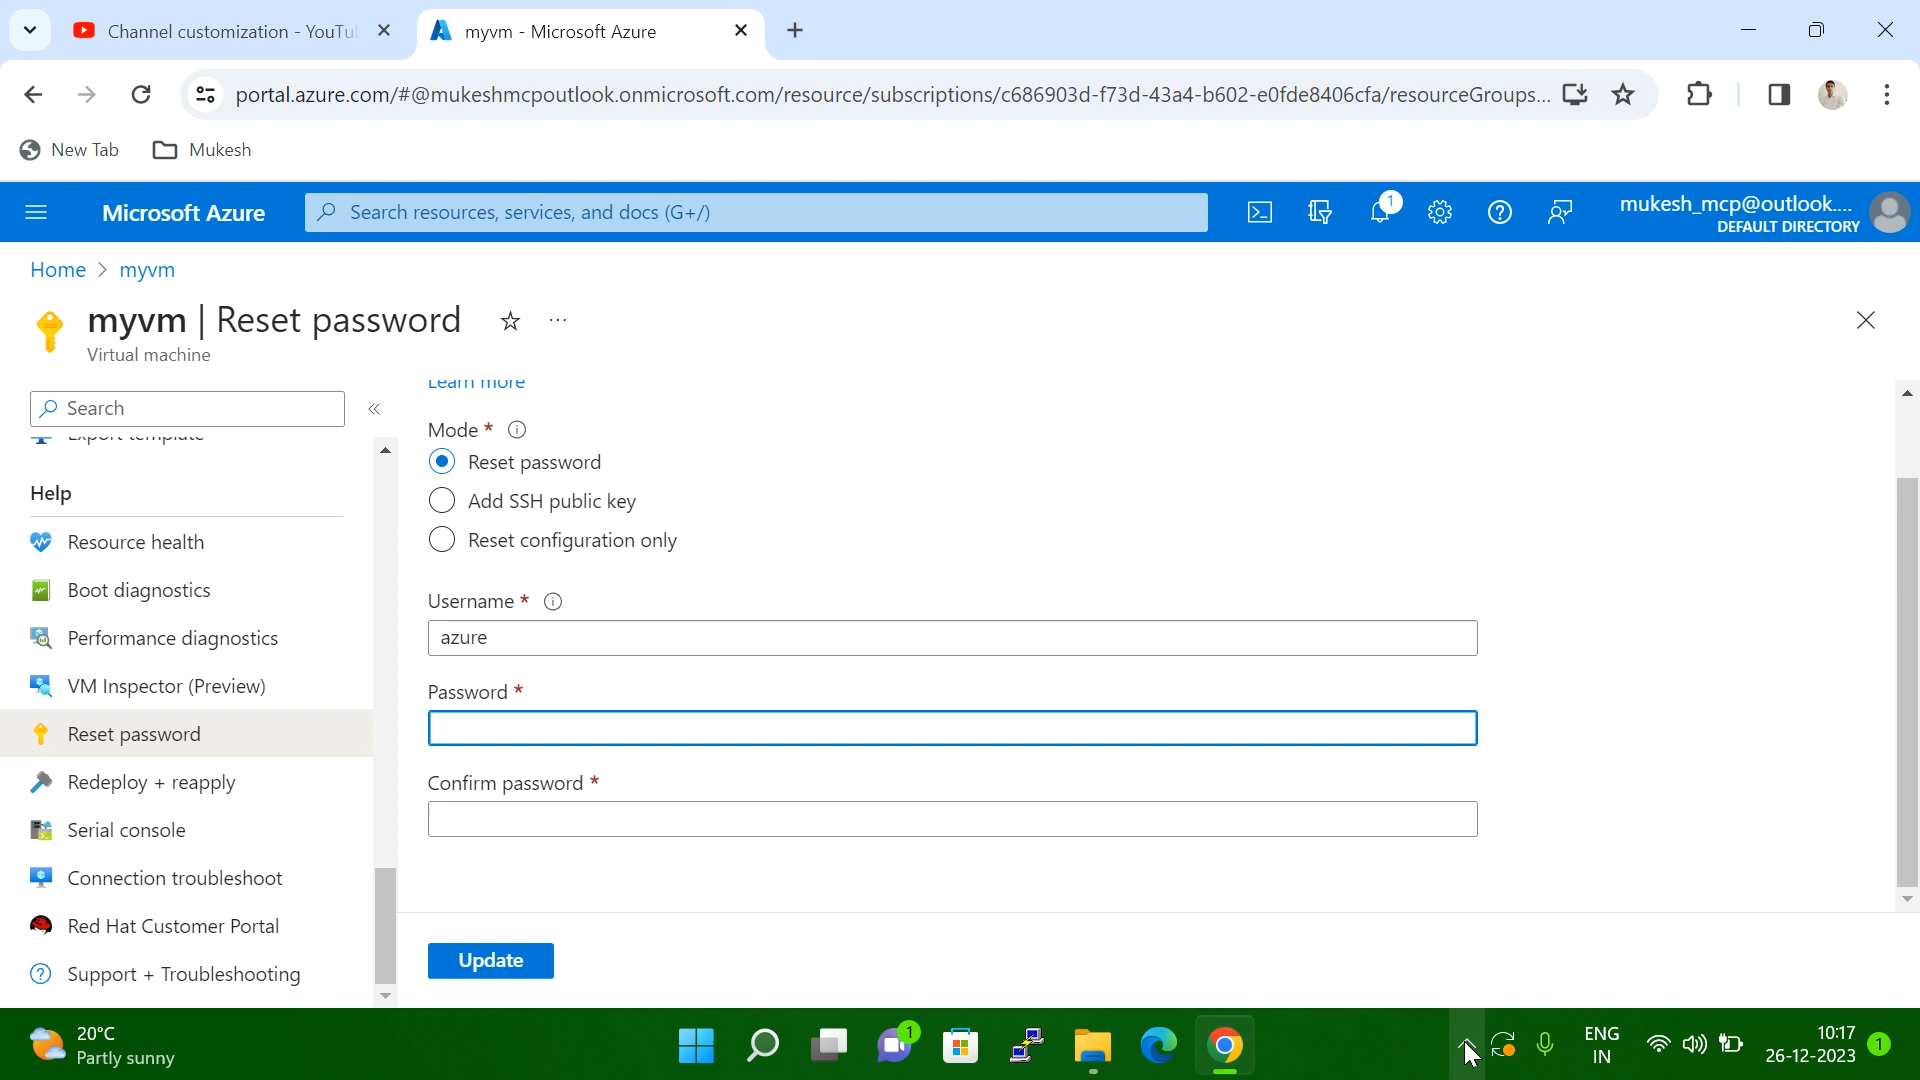 Channel customization - YouTu
myvm - Microsoft Azure
portal.azure.com/#@mukeshmcpoutlook.onmicrosoft.com/resource/subscriptions/c686903d-f73d-43a4-b602-e0fde8406cfa/resourceGroups...
New Tab
Mukesh
Microsoft Azure
Search resources, services, and docs (G+/)
1
mukesh_mcp@outlook....
DEFAULT DIRECTORY
Home > myvm
myvm | Reset password
Virtual machine
Search
Export template
Help
Resource health
Boot diagnostics
Performance diagnostics
VM Inspector (Preview)
Reset password
Redeploy + reapply
Serial console
Connection troubleshoot
Red Hat Customer Portal
Support + Troubleshooting
Learn more
Mode *
Reset password
Add SSH public key
Reset configuration only
Username *
azure
Password *
Confirm password *
Update
20°C
Partly sunny
1
ENG
IN
10:17
26-12-2023
1